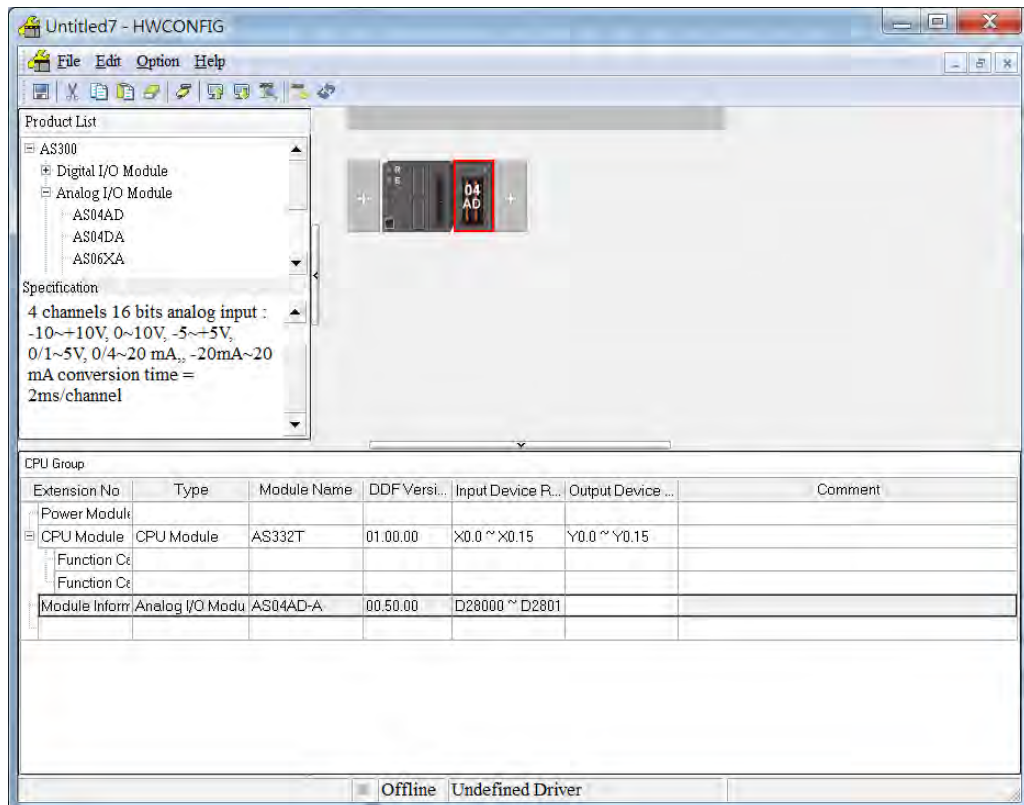 Untitled7 - HWCONFIG
File Edit Option Help
Product List
AS300
Digital I/O Module
Analog I/O Module
AS04AD
AS04DA
AS06XA
Specification
4 channels 16 bits analog input :
-10~+10V, 0~10V, -5~+5V,
0/1~5V, 0/4~20 mA,, -20mA~20
mA conversion time =
2ms/channel
R
E
04
AD
CPU Group
Extension No Type Module Name DDF Versi... Input Device R... Output Device ... Comment
Power Module
CPU Module CPU Module AS332T 01.00.00 X0.0 ~ X0.15 Y0.0 ~ Y0.15
Function Ca
Function Ca
Module Inform Analog I/O Modu AS04AD-A 00.50.00 D28000 ~ D2801
Offline Undefined Driver